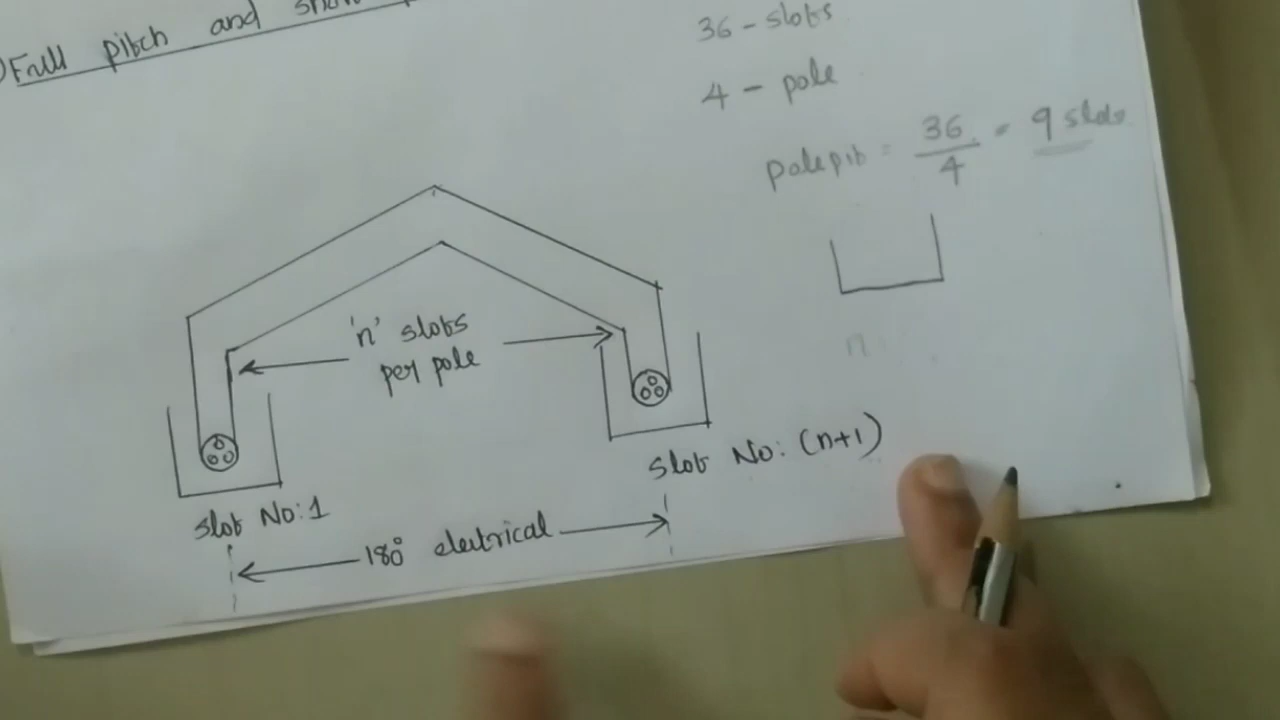 Full pitch and
36 - slots
4 - pole
pole pit = 36/4 = 9 slots
'n' slots
per pole
n
Slot No: (n+1)
Slot No:1
180° electrical